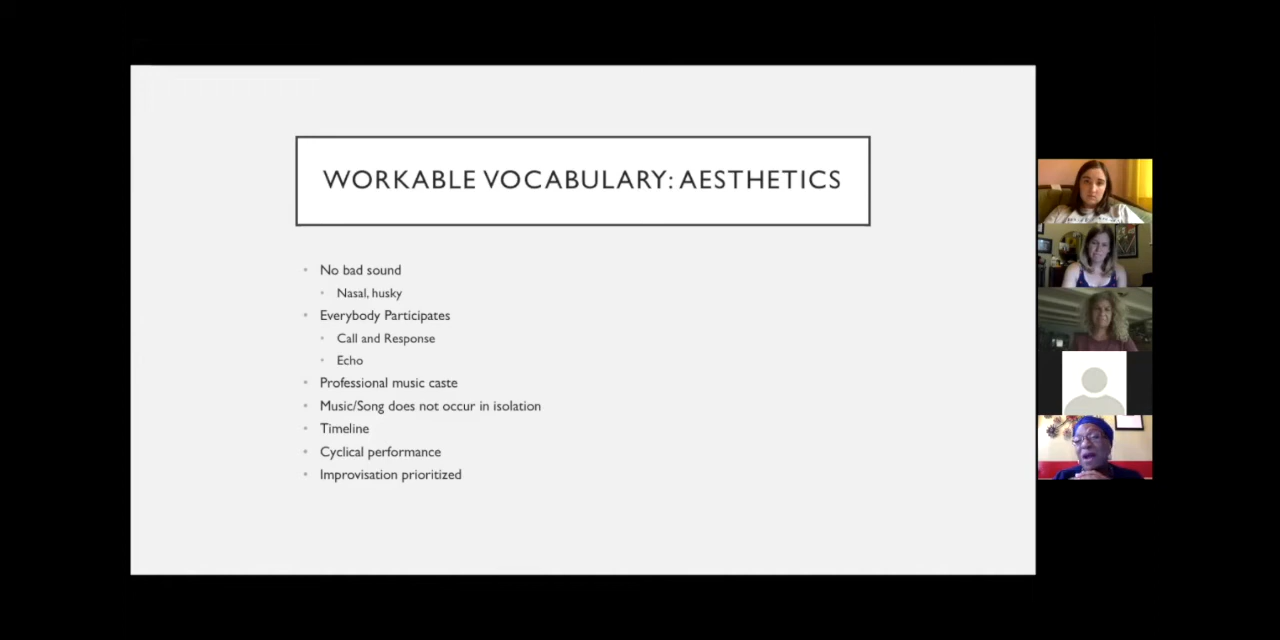 WORKABLE VOCABULARY: AESTHETICS
No bad sound
Nasal, husky
Everybody Participates
Call and Response
Echo
Professional music caste
Music/Song does not occur in isolation
Timeline
Cyclical performance
Improvisation prioritized